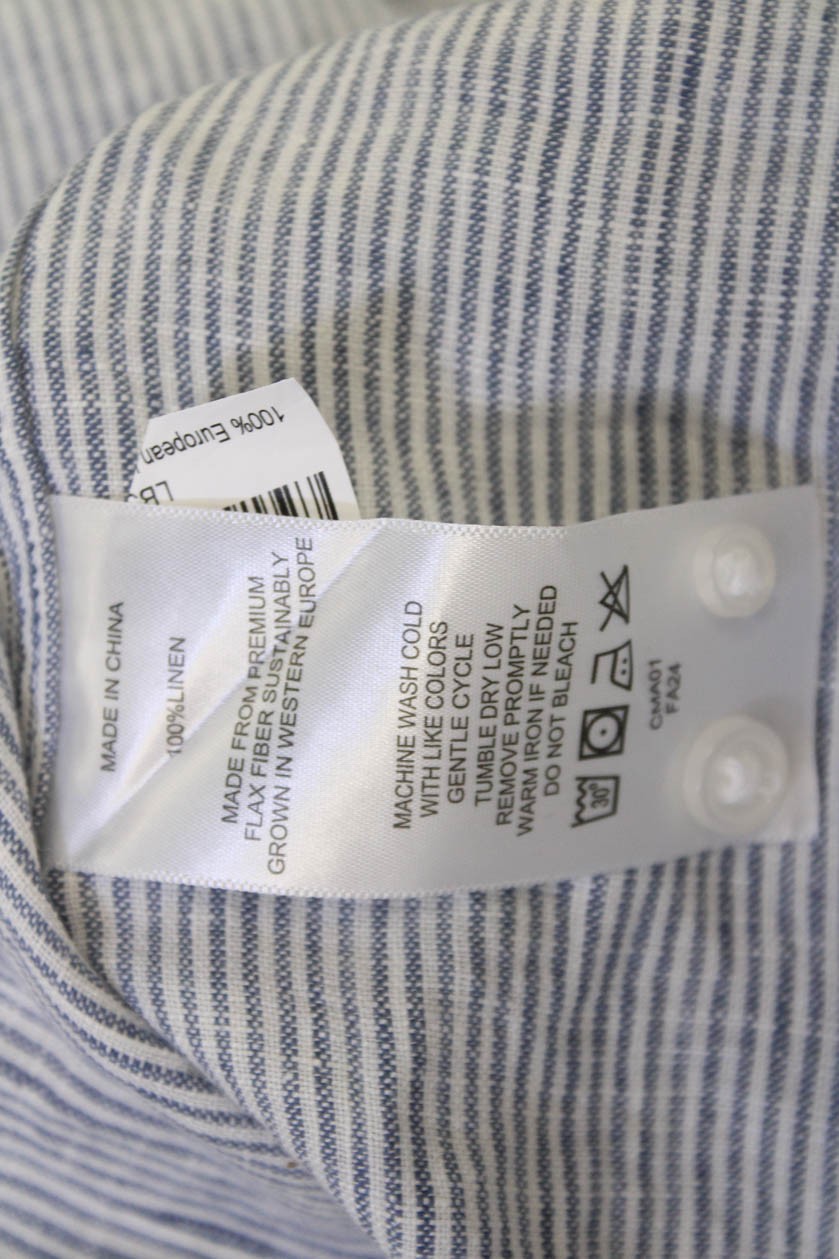 MADE IN CHINA
100%LINEN
MADE FROM PREMIUM
FLAX FIBER SUSTAINABLY
GROWN IN WESTERN EUROPE
MACHINE WASH COLD
WITH LIKE COLORS
GENTLE CYCLE
TUMBLE DRY LOW
REMOVE PROMPTLY
WARM IRON IF NEEDED
DO NOT BLEACH
30°
CMA01
FA24
100% European